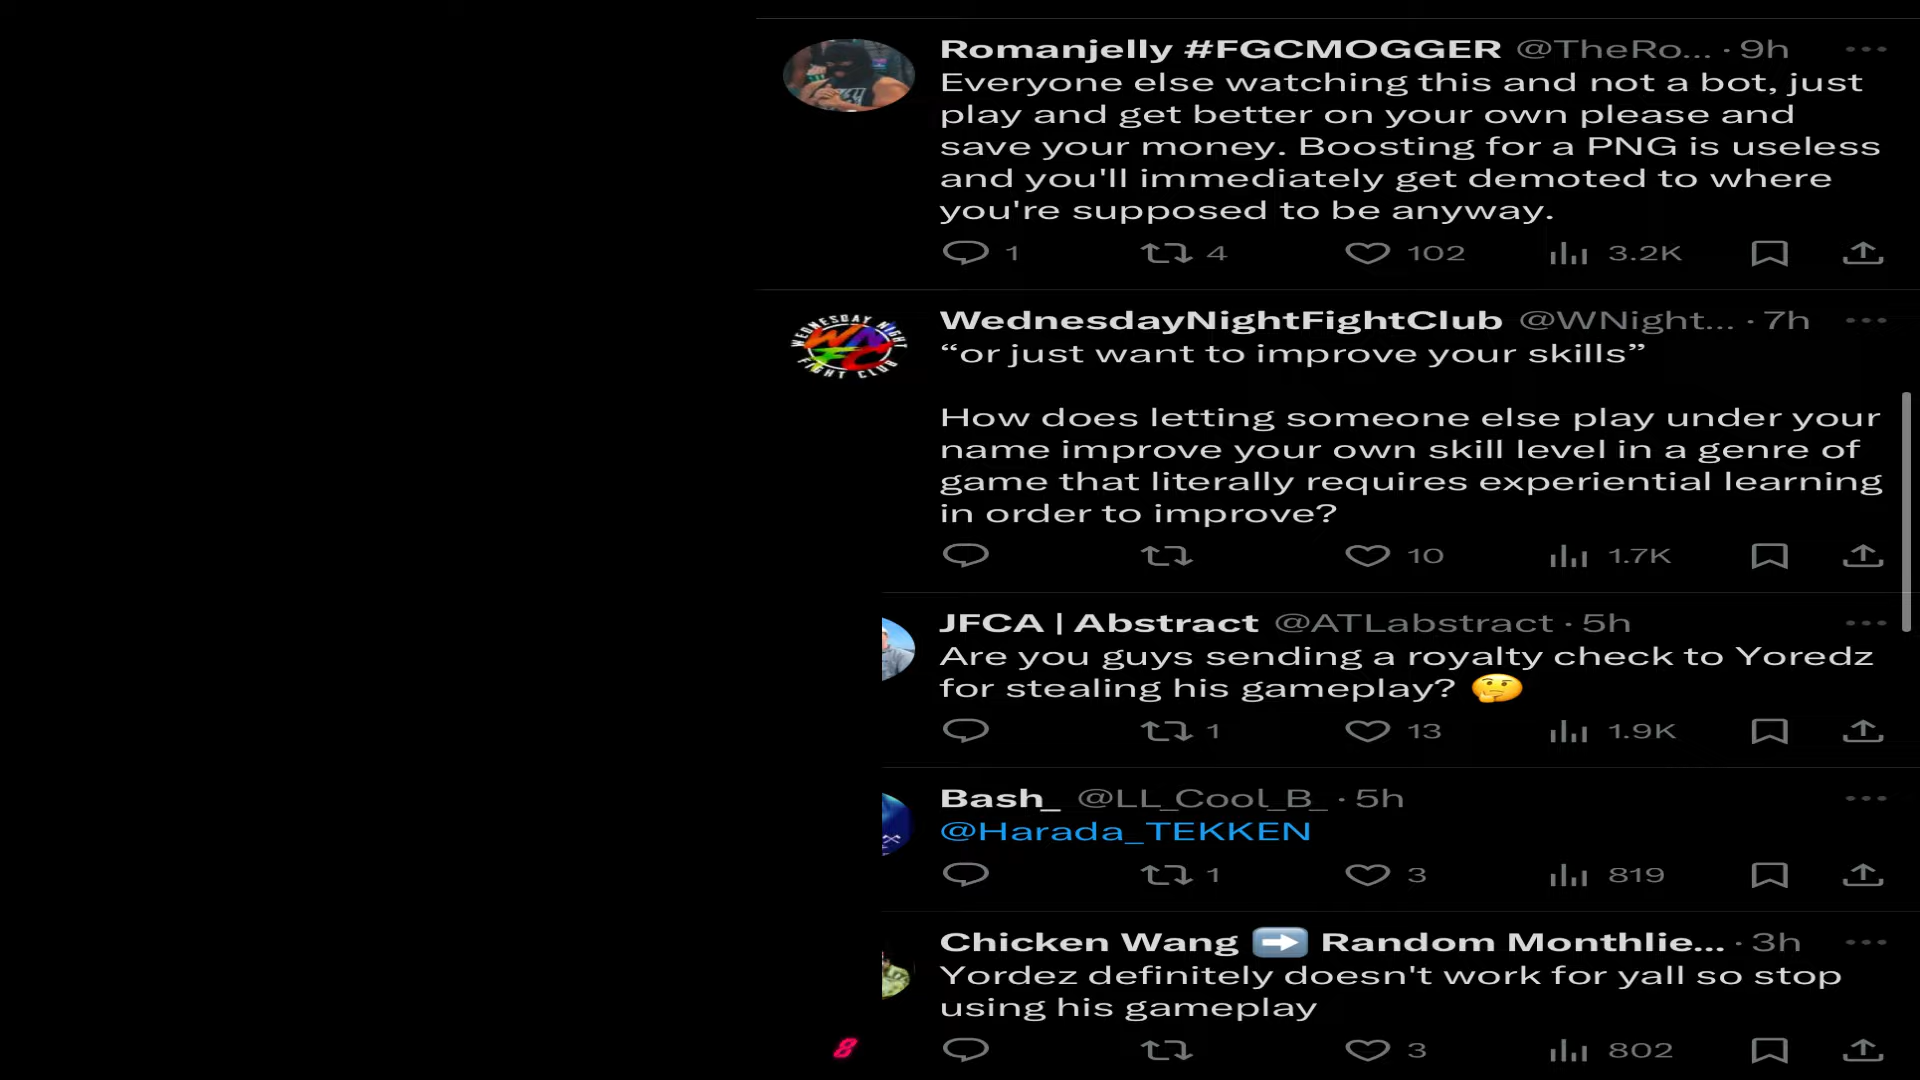 Romanjelly #FGCMOGGER @TheRo... · 9h
Everyone else watching this and not a bot, just
play and get better on your own please and
save your money. Boosting for a PNG is useless
and you'll immediately get demoted to where
you're supposed to be anyway.
1 4 102 3.2K
WEDNESDAY NIGHT
WNFC
FIGHT CLUB
WednesdayNightFightClub @WNight... · 7h
“or just want to improve your skills”
How does letting someone else play under your
name improve your own skill level in a genre of
game that literally requires experiential learning
in order to improve?
10 1.7K
JFCA | Abstract @ATLabstract · 5h
Are you guys sending a royalty check to Yoredz
for stealing his gameplay? 🤔
1 13 1.9K
Bash_ @LL_Cool_B_ · 5h
@Harada_TEKKEN
1 3 819
Chicken Wang ➡️ Random Monthlie... · 3h
Yordez definitely doesn't work for yall so stop
using his gameplay
8
3 802